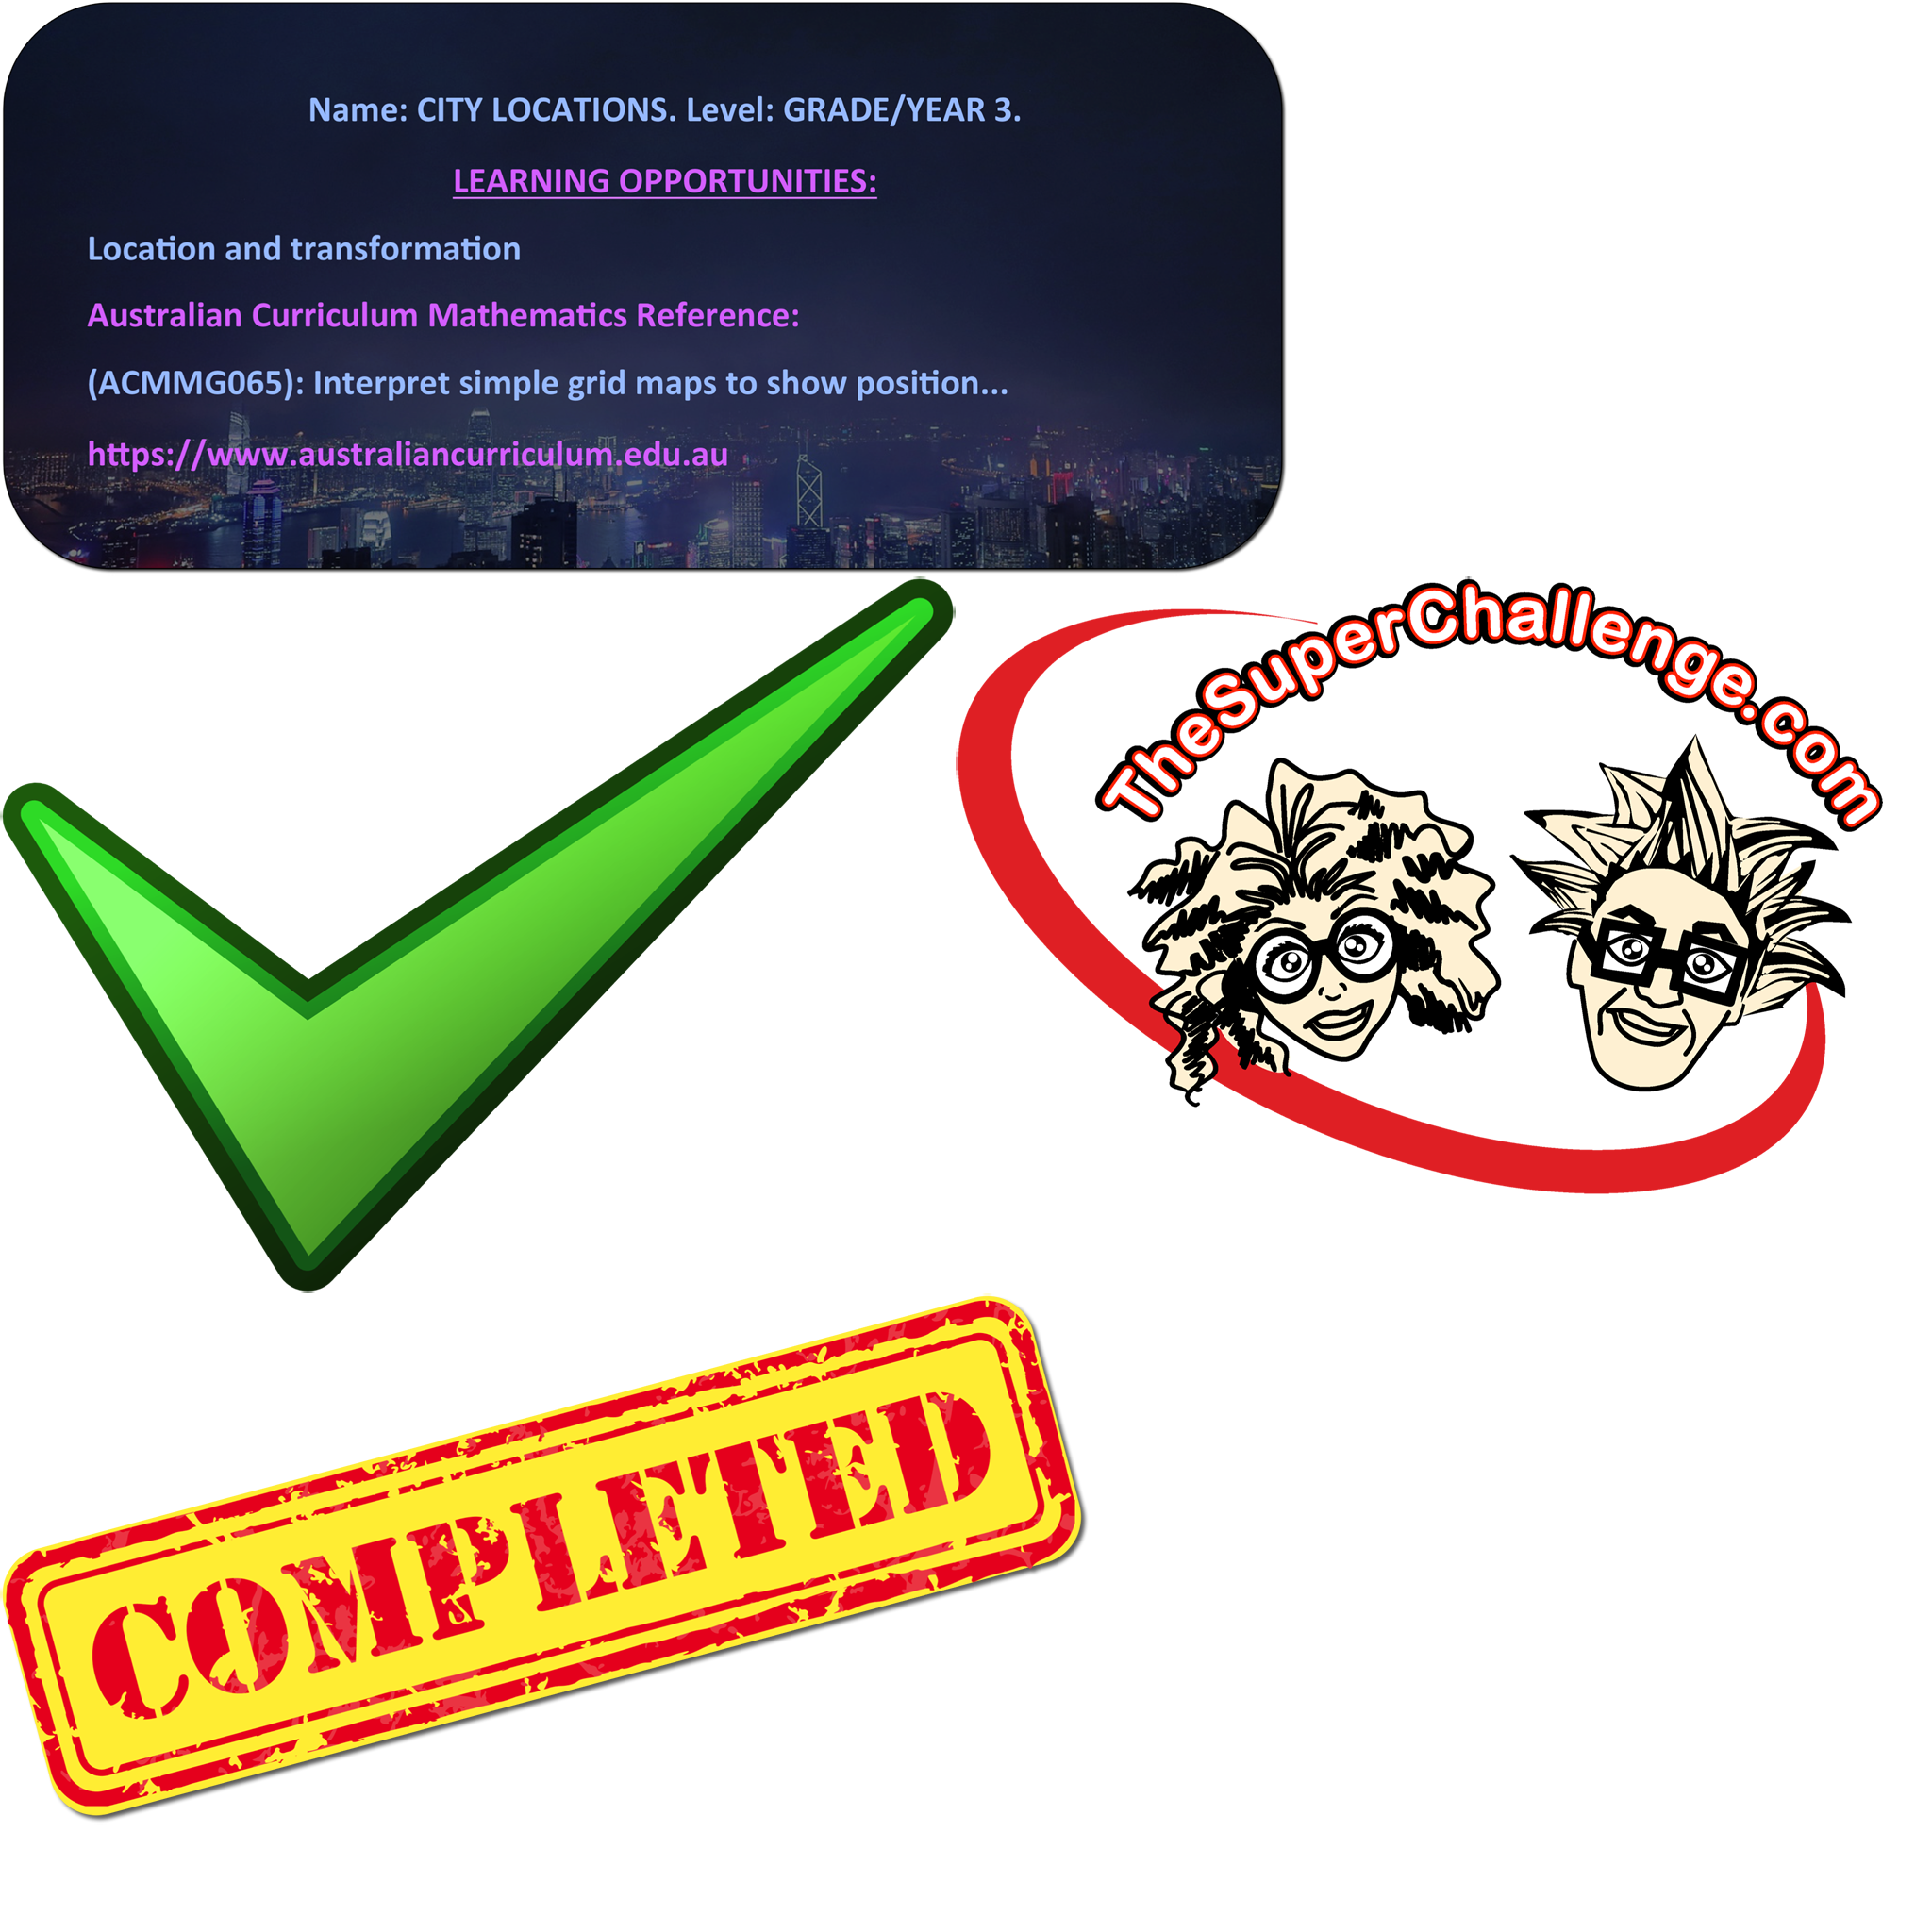 Name: CITY LOCATIONS. Level: GRADE/YEAR 3.
LEARNING OPPORTUNITIES:
Location and transformation
Australian Curriculum Mathematics Reference:
(ACMMG065): Interpret simple grid maps to show position...
https://www.australiancurriculum.edu.au
TheSuperChallenge.com
COMPLETED